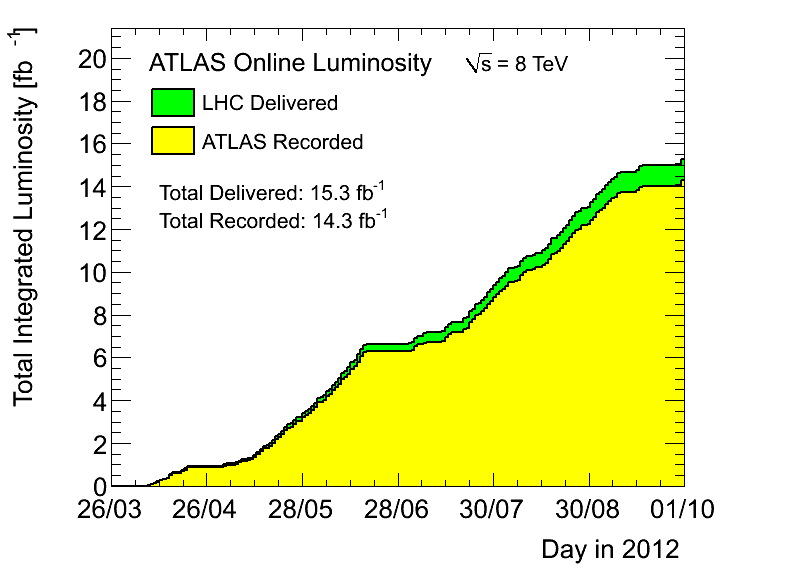 ATLAS Online Luminosity √s = 8 TeV
LHC Delivered
ATLAS Recorded
Total Delivered: 15.3 fb⁻¹
Total Recorded: 14.3 fb⁻¹
Total Integrated Luminosity [fb ⁻¹]
20
18
16
14
12
10
8
6
4
2
0
26/03 26/04 28/05 28/06 30/07 30/08 01/10
Day in 2012